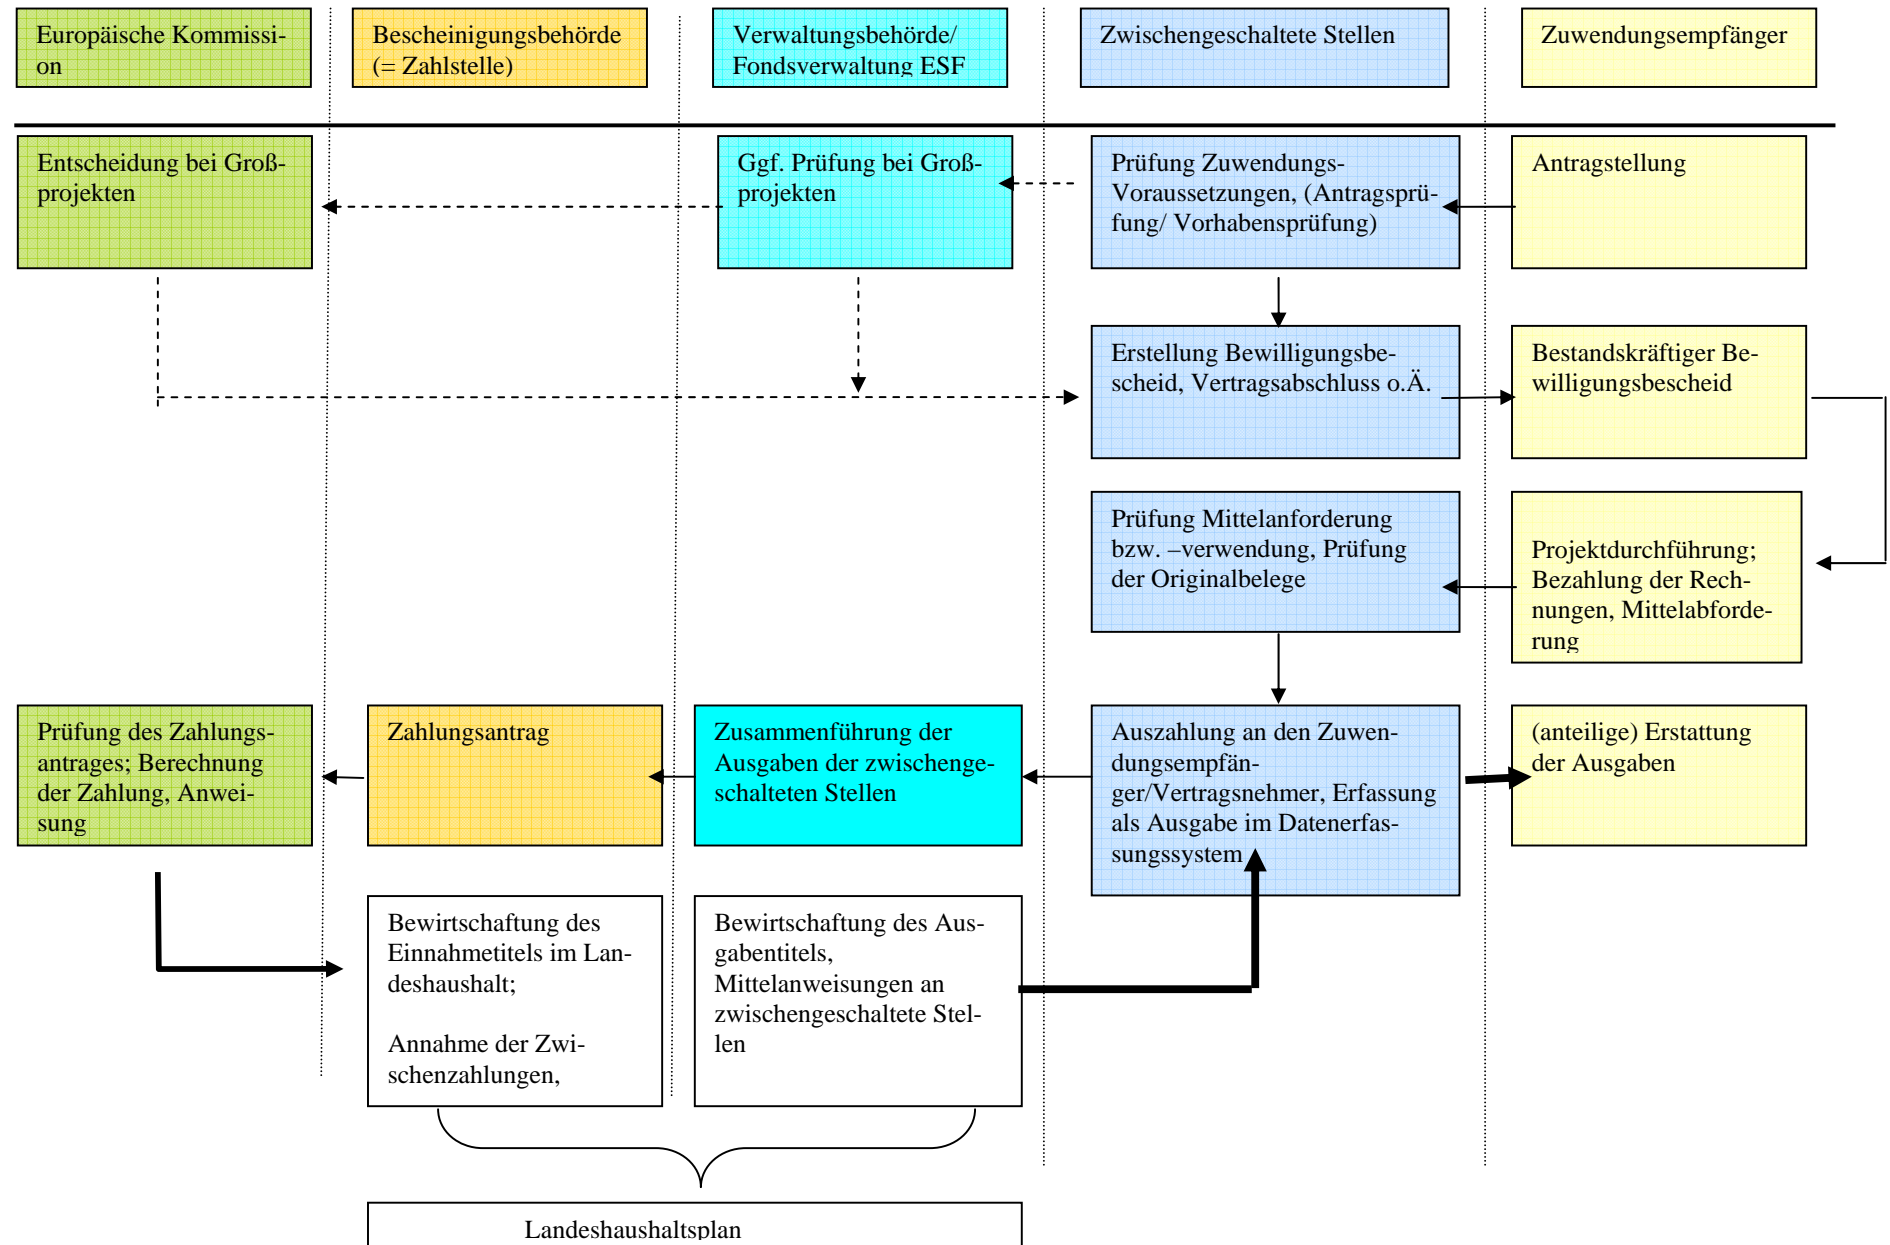 Europäische Kommissi-
on
Bescheinigungsbehörde
(= Zahlstelle)
Verwaltungsbehörde/
Fondsverwaltung ESF
Zwischengeschaltete Stellen
Zuwendungsempfänger
Entscheidung bei Groß-
projekten
Ggf. Prüfung bei Groß-
projekten
Prüfung Zuwendungs-
Voraussetzungen, (Antragsprü-
fung/ Vorhabensprüfung)
Antragstellung
Erstellung Bewilligungsbe-
scheid, Vertragsabschluss o.Ä.
Bestandskräftiger Be-
willigungsbescheid
Prüfung Mittelanforderung
bzw. –verwendung, Prüfung
der Originalbelege
Projektdurchführung;
Bezahlung der Rech-
nungen, Mittelabforde-
rung
Prüfung des Zahlungs-
antrages; Berechnung
der Zahlung, Anwei-
sung
Zahlungsantrag
Zusammenführung der
Ausgaben der zwischenge-
schalteten Stellen
Auszahlung an den Zuwen-
dungsempfän-
ger/Vertragsnehmer, Erfassung
als Ausgabe im Datenerfas-
sungssystem
(anteilige) Erstattung
der Ausgaben
Bewirtschaftung des
Einnahmetitels im Lan-
deshaushalt;
Annahme der Zwi-
schenzahlungen,
Bewirtschaftung des Aus-
gabentitels,
Mittelanweisungen an
zwischengeschaltete Stel-
len
Landeshaushaltsplan